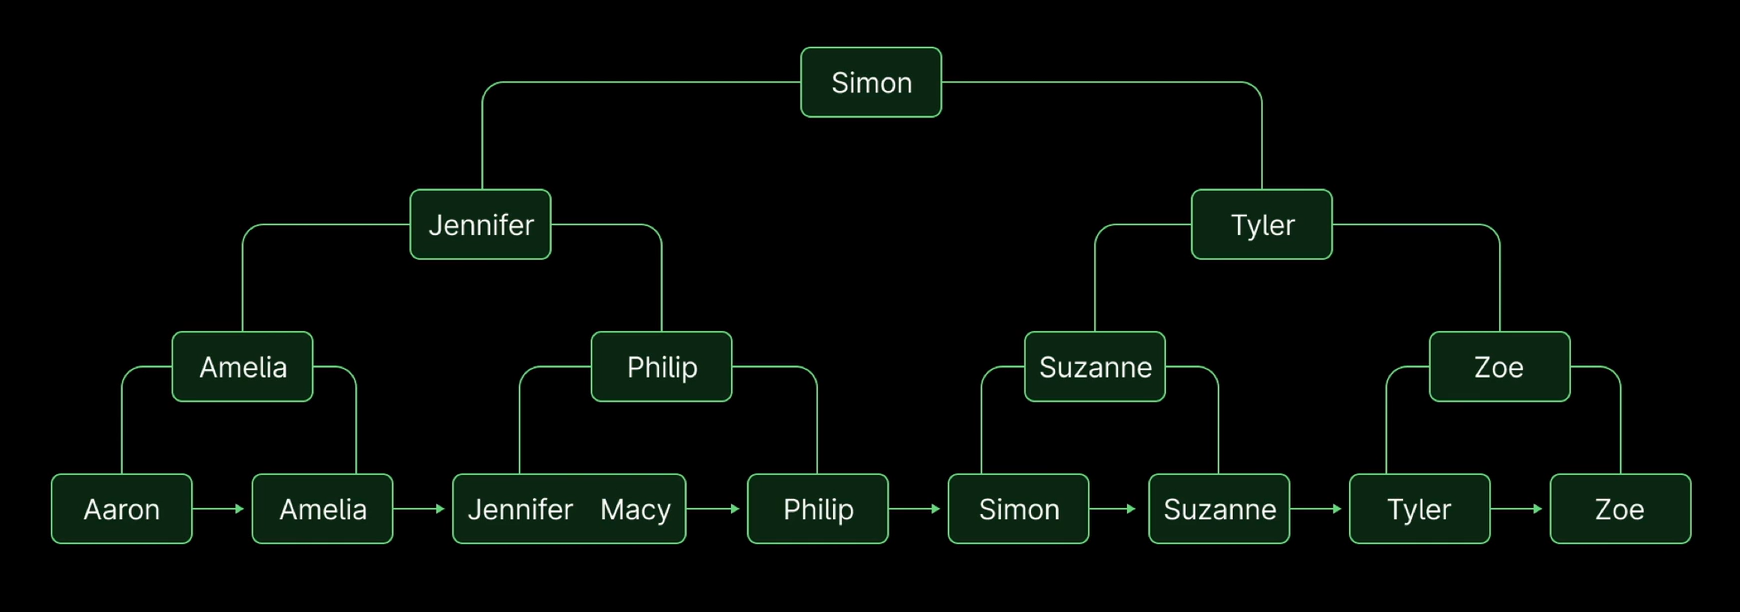 Simon
Jennifer
Tyler
Amelia
Philip
Suzanne
Zoe
Aaron
Amelia
Jennifer Macy
Philip
Simon
Suzanne
Tyler
Zoe